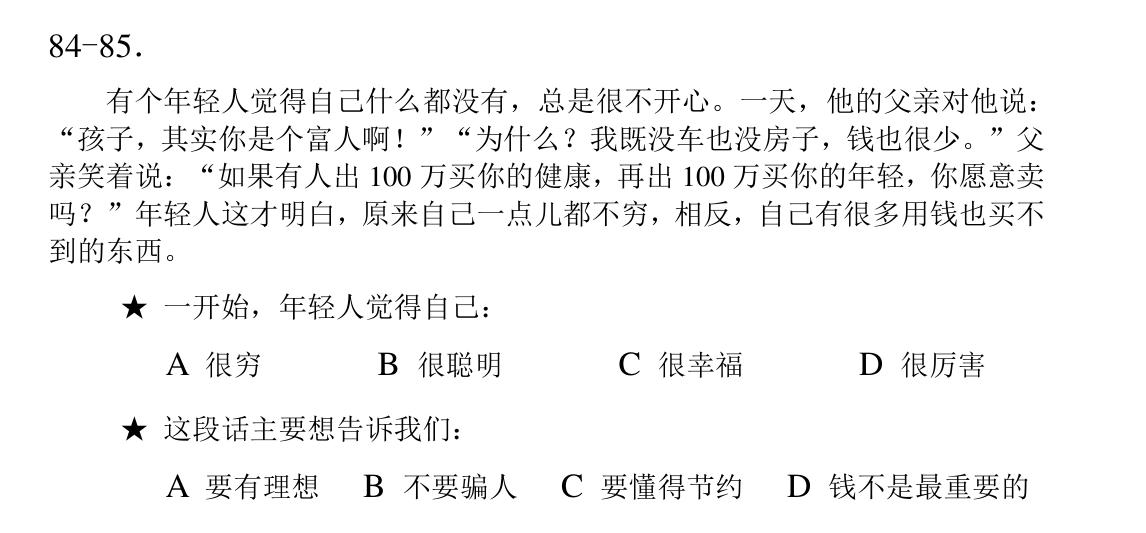 84-85.
有个年轻人觉得自己什么都没有，总是很不开心。一天，他的父亲对他说：
“孩子，其实你是个富人啊！”“为什么？我既没车也没房子，钱也很少。”父
亲笑着说：“如果有人出 100 万买你的健康，再出 100 万买你的年轻，你愿意卖
吗？”年轻人这才明白，原来自己一点儿都不穷，相反，自己有很多用钱也买不
到的东西。
★ 一开始，年轻人觉得自己：
A 很穷 B 很聪明 C 很幸福 D 很厉害
★ 这段话主要想告诉我们：
A 要有理想 B 不要骗人 C 要懂得节约 D 钱不是最重要的